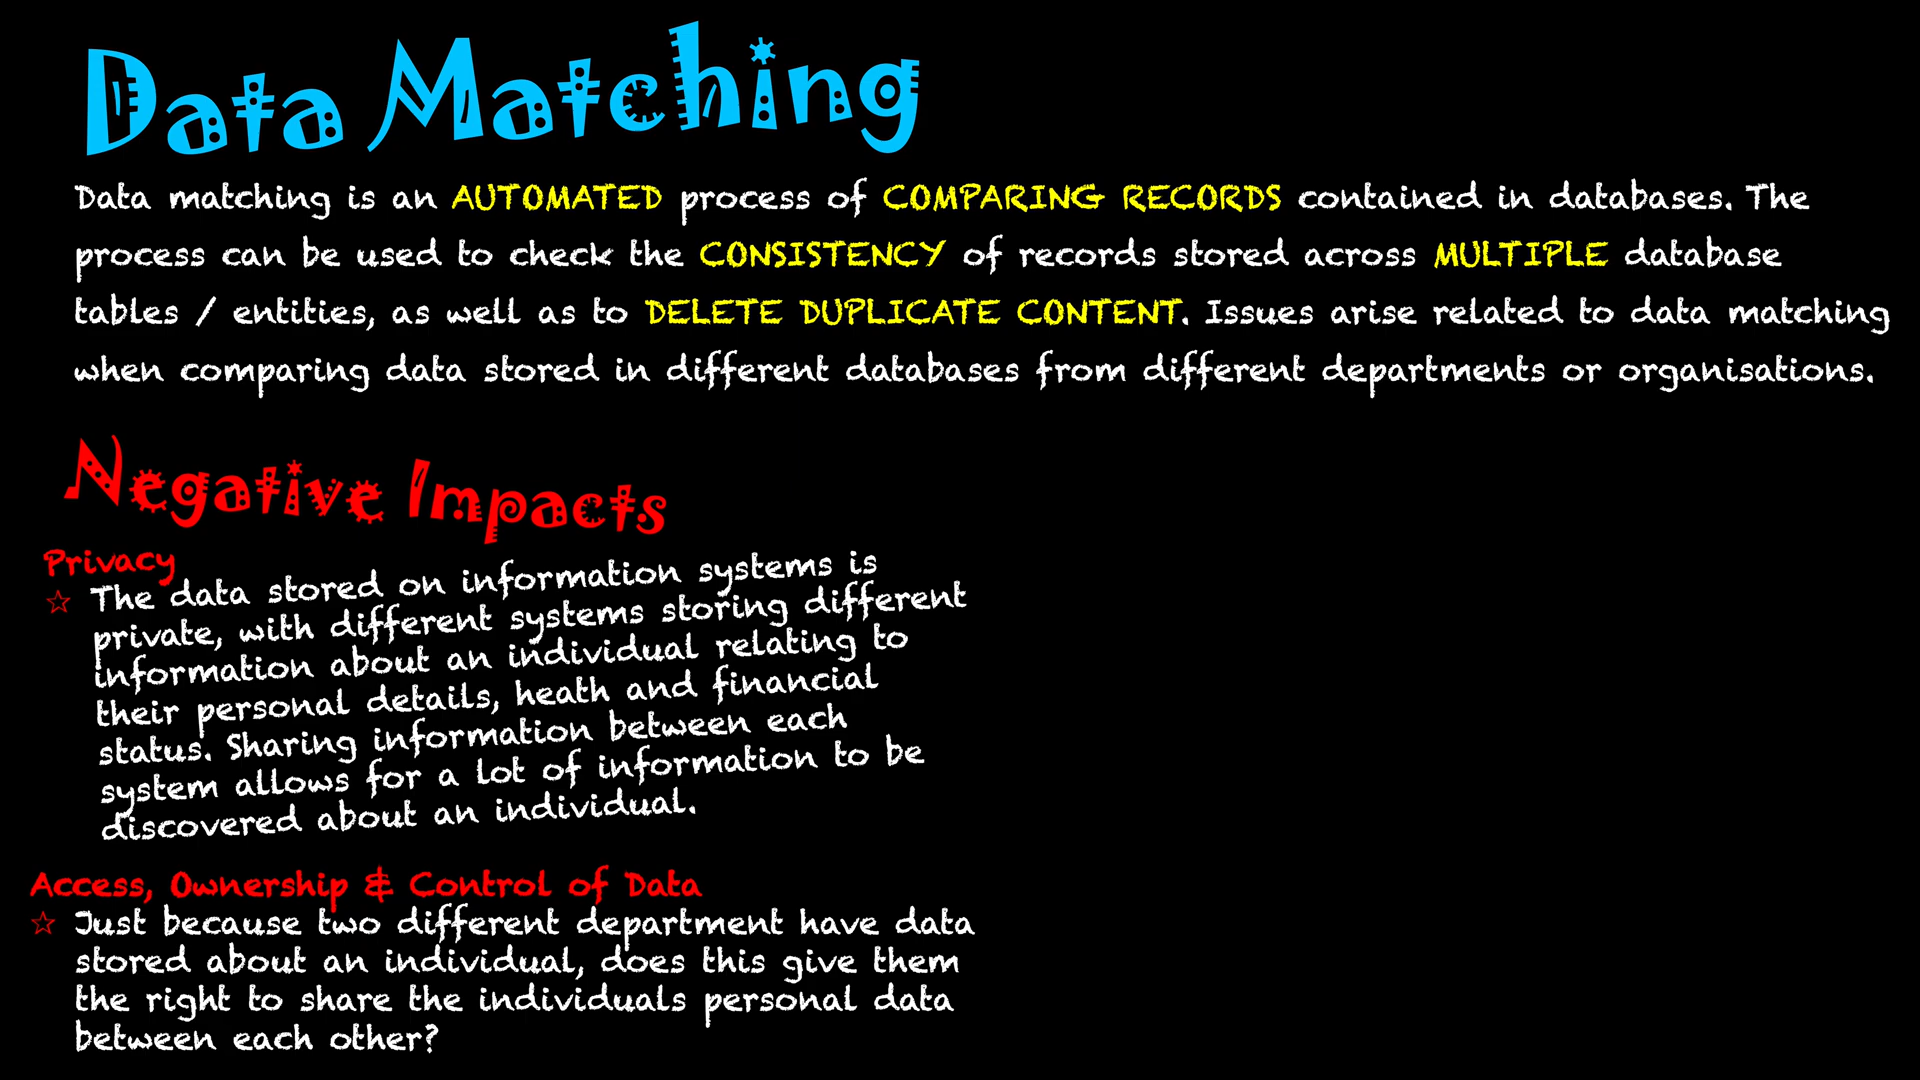 Data Matching
Data matching is an AUTOMATED process of COMPARING RECORDS contained in databases. The
process can be used to check the CONSISTENCY of records stored across MULTIPLE database
tables / entities, as well as to DELETE DUPLICATE CONTENT. Issues arise related to data matching
when comparing data stored in different databases from different departments or organisations.
Negative Impacts
Privacy
☆ The data stored on information systems is
private, with different systems storing different
information about an individual relating to
their personal details, heath and financial
status. Sharing information between each
system allows for a lot of information to be
discovered about an individual.
Access, Ownership & Control of Data
☆ Just because two different department have data
stored about an individual, does this give them
the right to share the individuals personal data
between each other?